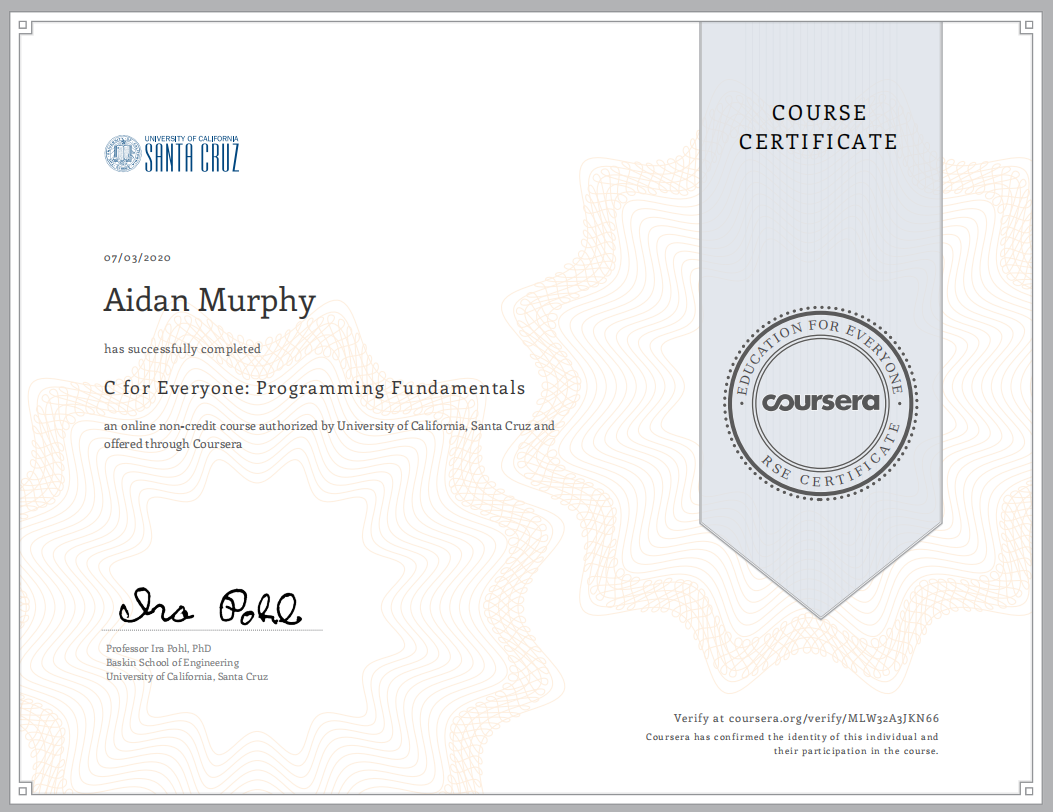 COURSE
CERTIFICATE
UNIVERSITY OF CALIFORNIA
SANTA CRUZ
07/03/2020
Aidan Murphy
has successfully completed
C for Everyone: Programming Fundamentals
an online non-credit course authorized by University of California, Santa Cruz and
offered through Coursera
EDUCATION FOR EVERYONE
coursera
RSE CERTIFICATE
Ira Pohl
Professor Ira Pohl, PhD
Baskin School of Engineering
University of California, Santa Cruz
Verify at coursera.org/verify/MLW32A3JKN66
Coursera has confirmed the identity of this individual and
their participation in the course.